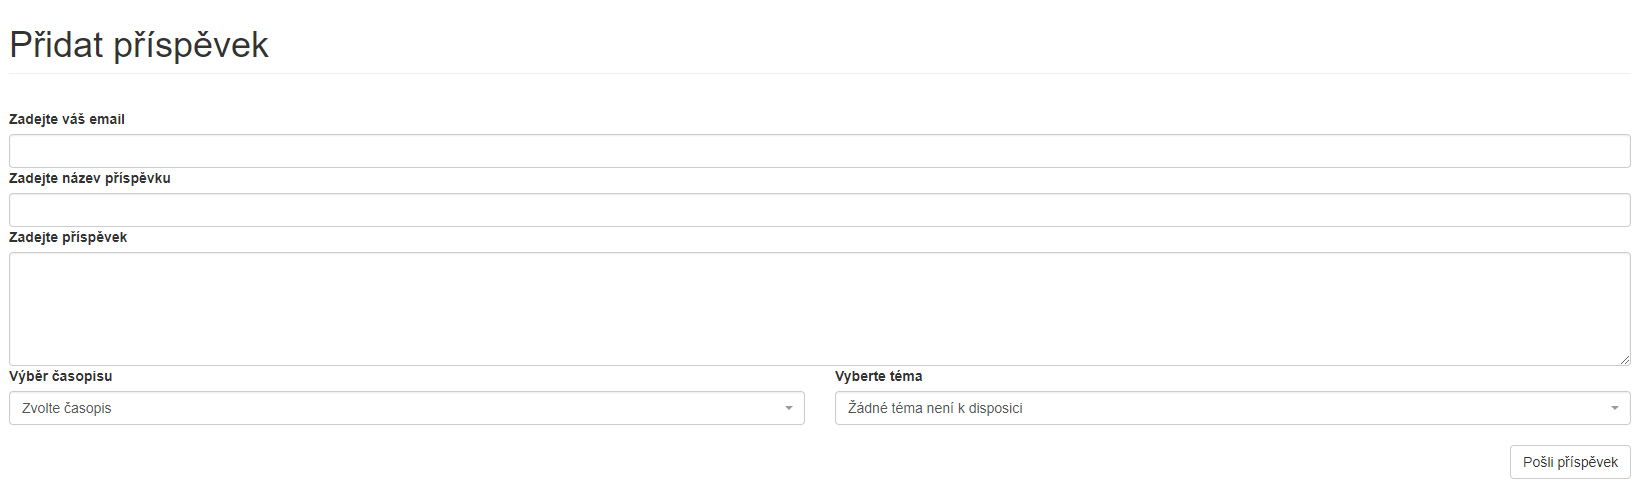 Přidat příspěvek
Zadejte váš email
Zadejte název příspěvku
Zadejte příspěvek
Výběr časopisu
Vyberte téma
Zvolte časopis
Žádné téma není k disposici
Pošli příspěvek